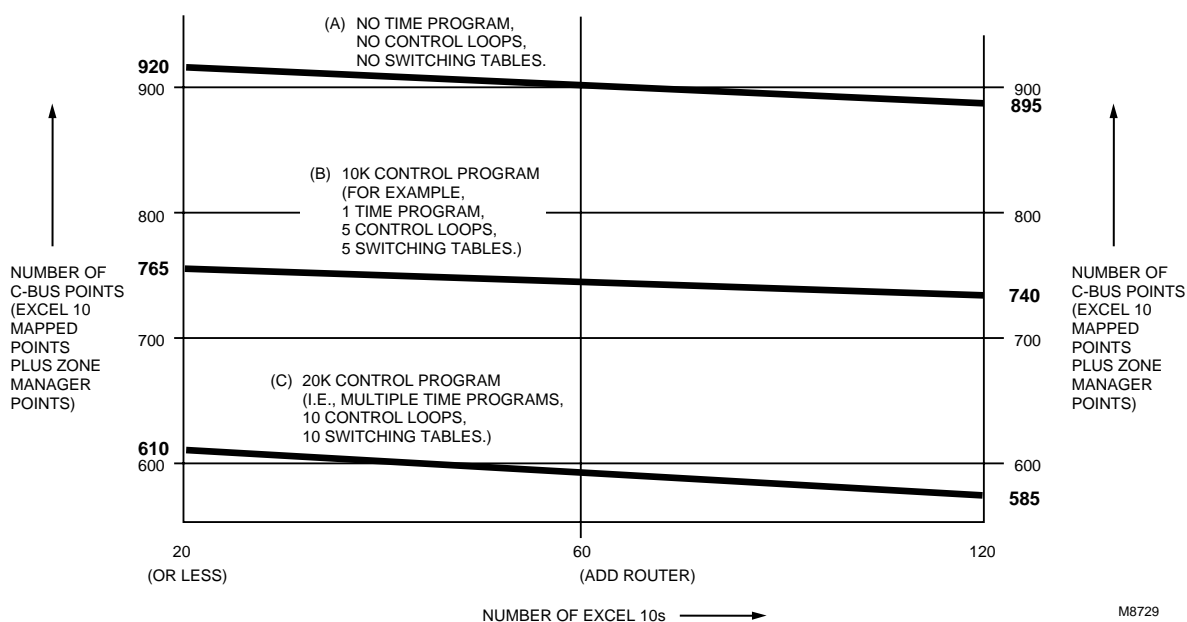 (A) NO TIME PROGRAM,
NO CONTROL LOOPS,
NO SWITCHING TABLES.
920
900
900
895
(B) 10K CONTROL PROGRAM
(FOR EXAMPLE,
1 TIME PROGRAM,
5 CONTROL LOOPS,
5 SWITCHING TABLES.)
800
800
765
740
NUMBER OF
C-BUS POINTS
(EXCEL 10
MAPPED
POINTS
PLUS ZONE
MANAGER
POINTS)
NUMBER OF
C-BUS POINTS
(EXCEL 10
MAPPED
POINTS
PLUS ZONE
MANAGER
POINTS)
700
700
(C) 20K CONTROL PROGRAM
(I.E., MULTIPLE TIME PROGRAMS,
10 CONTROL LOOPS,
10 SWITCHING TABLES.)
610
600
600
585
20
(OR LESS)
60
(ADD ROUTER)
120
NUMBER OF EXCEL 10s
M8729